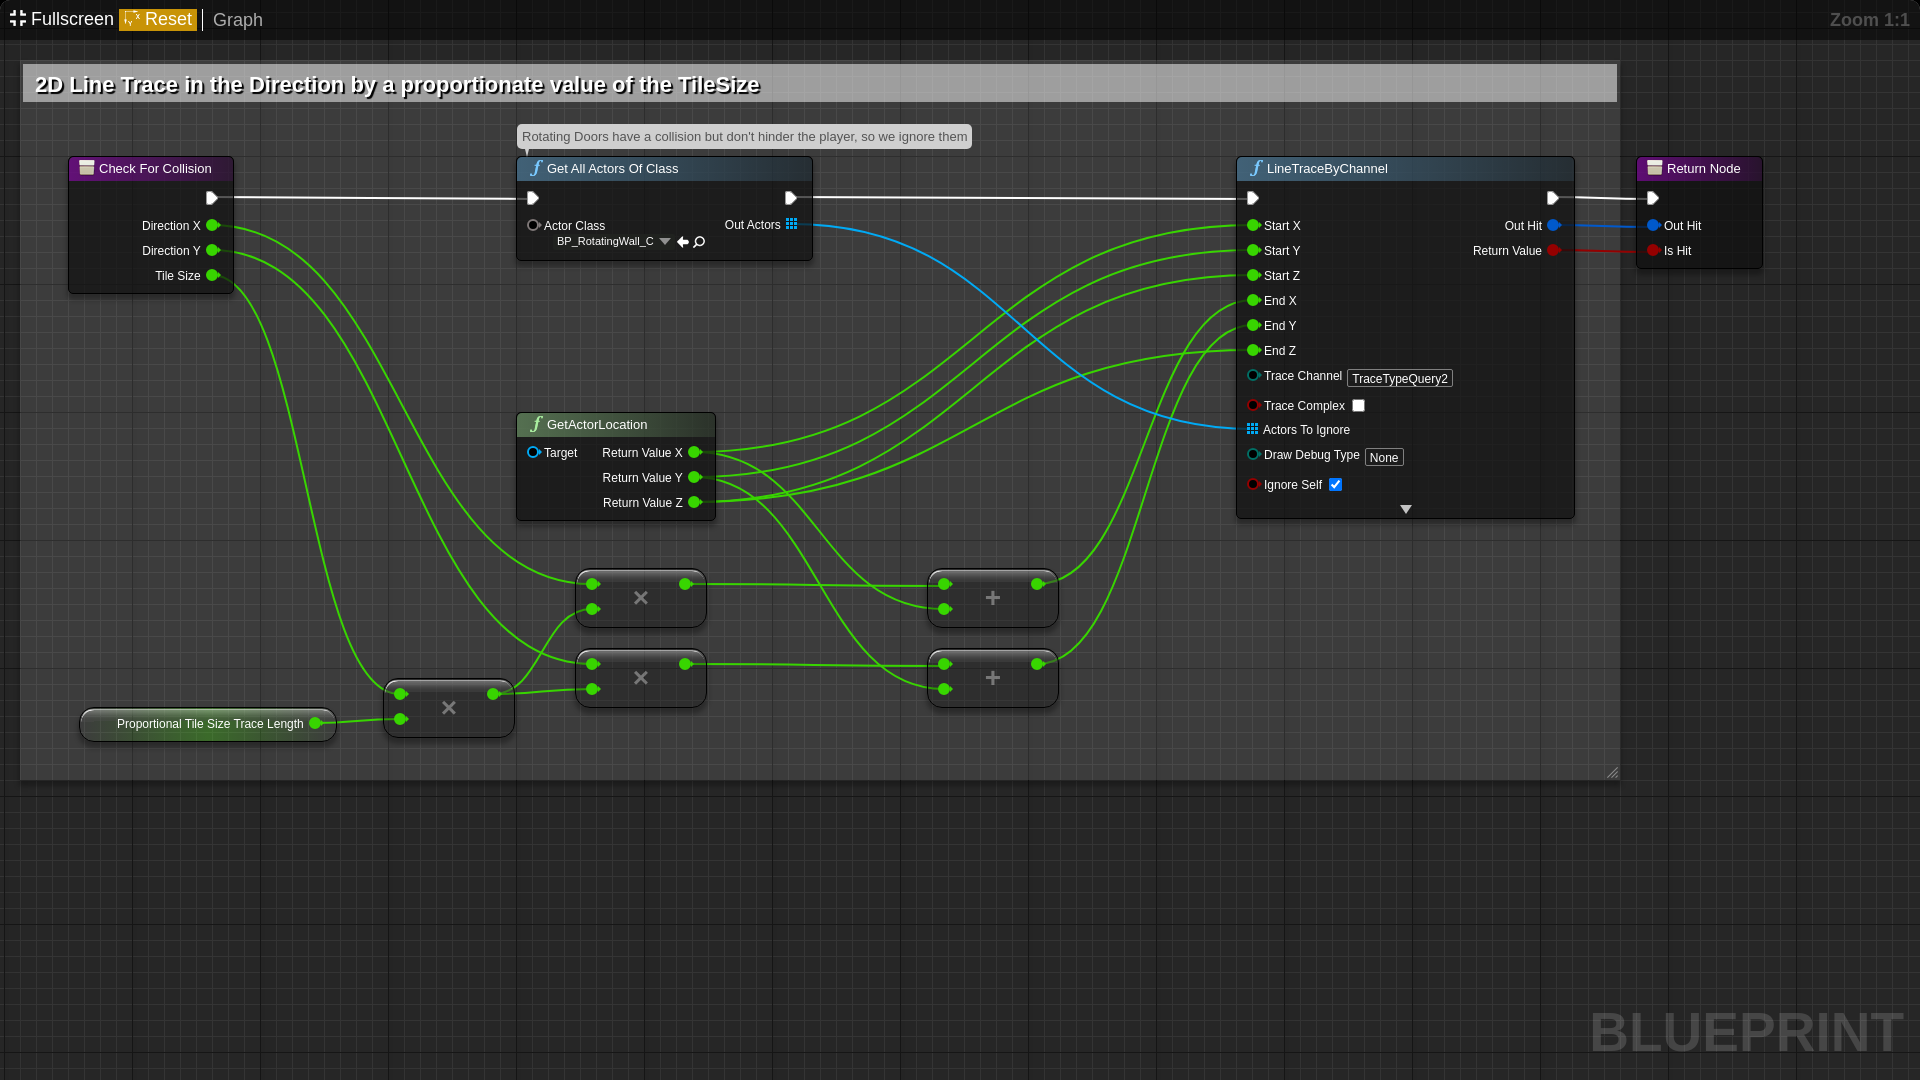 Fullscreen Reset Graph
Zoom 1:1
2D Line Trace in the Direction by a proportionate value of the TileSize
Rotating Doors have a collision but don't hinder the player, so we ignore them
Check For Collision
Direction X
Direction Y
Tile Size
f Get All Actors Of Class
Actor Class
BP_RotatingWall_C
Out Actors
f GetActorLocation
Target
Return Value X
Return Value Y
Return Value Z
f LineTraceByChannel
Start X
Start Y
Start Z
End X
End Y
End Z
Trace Channel TraceTypeQuery2
Trace Complex
Actors To Ignore
Draw Debug Type None
Ignore Self
Out Hit
Return Value
Return Node
Out Hit
Is Hit
×
+
×
+
×
Proportional Tile Size Trace Length
BLUEPRINT